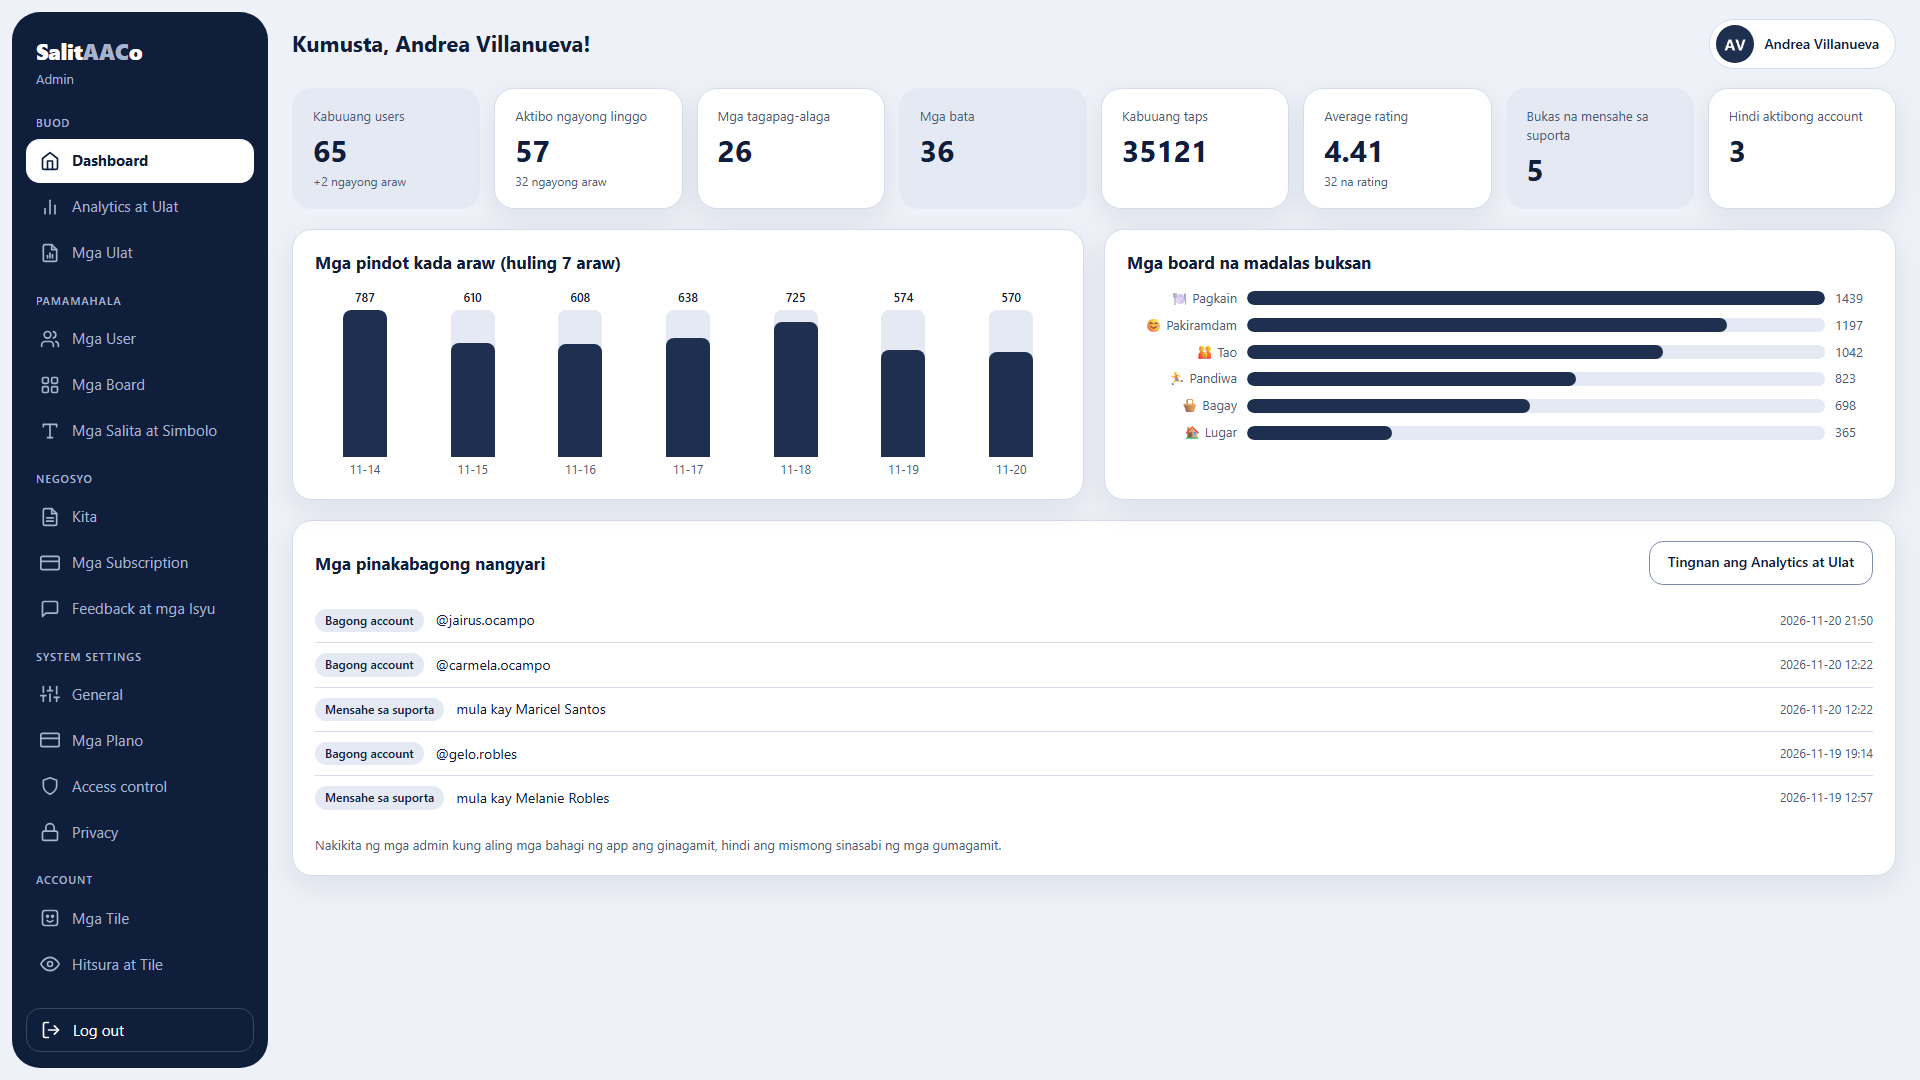 SalitAACo
Admin
BUOD
Dashboard
Analytics at Ulat
Mga Ulat
PAMAMAHALA
Mga User
Mga Board
Mga Salita at Simbolo
NEGOSYO
Kita
Mga Subscription
Feedback at mga Isyu
SYSTEM SETTINGS
General
Mga Plano
Access control
Privacy
ACCOUNT
Mga Tile
Hitsura at Tile
Log out
Kumusta, Andrea Villanueva!
AV Andrea Villanueva
Kabuuang users
65
+2 ngayong araw
Aktibo ngayong linggo
57
32 ngayong araw
Mga tagapag-alaga
26
Mga bata
36
Kabuuang taps
35121
Average rating
4.41
32 na rating
Bukas na mensahe sa
suporta
5
Hindi aktibong account
3
Mga pindot kada araw (huling 7 araw)
787 610 608 638 725 574 570
11-14 11-15 11-16 11-17 11-18 11-19 11-20
Mga board na madalas buksan
Pagkain 1439
Pakiramdam 1197
Tao 1042
Pandiwa 823
Bagay 698
Lugar 365
Mga pinakabagong nangyari
Tingnan ang Analytics at Ulat
Bagong account @jairus.ocampo 2026-11-20 21:50
Bagong account @carmela.ocampo 2026-11-20 12:22
Mensahe sa suporta mula kay Maricel Santos 2026-11-20 12:22
Bagong account @gelo.robles 2026-11-19 19:14
Mensahe sa suporta mula kay Melanie Robles 2026-11-19 12:57
Nakikita ng mga admin kung aling mga bahagi ng app ang ginagamit, hindi ang mismong sinasabi ng mga gumagamit.